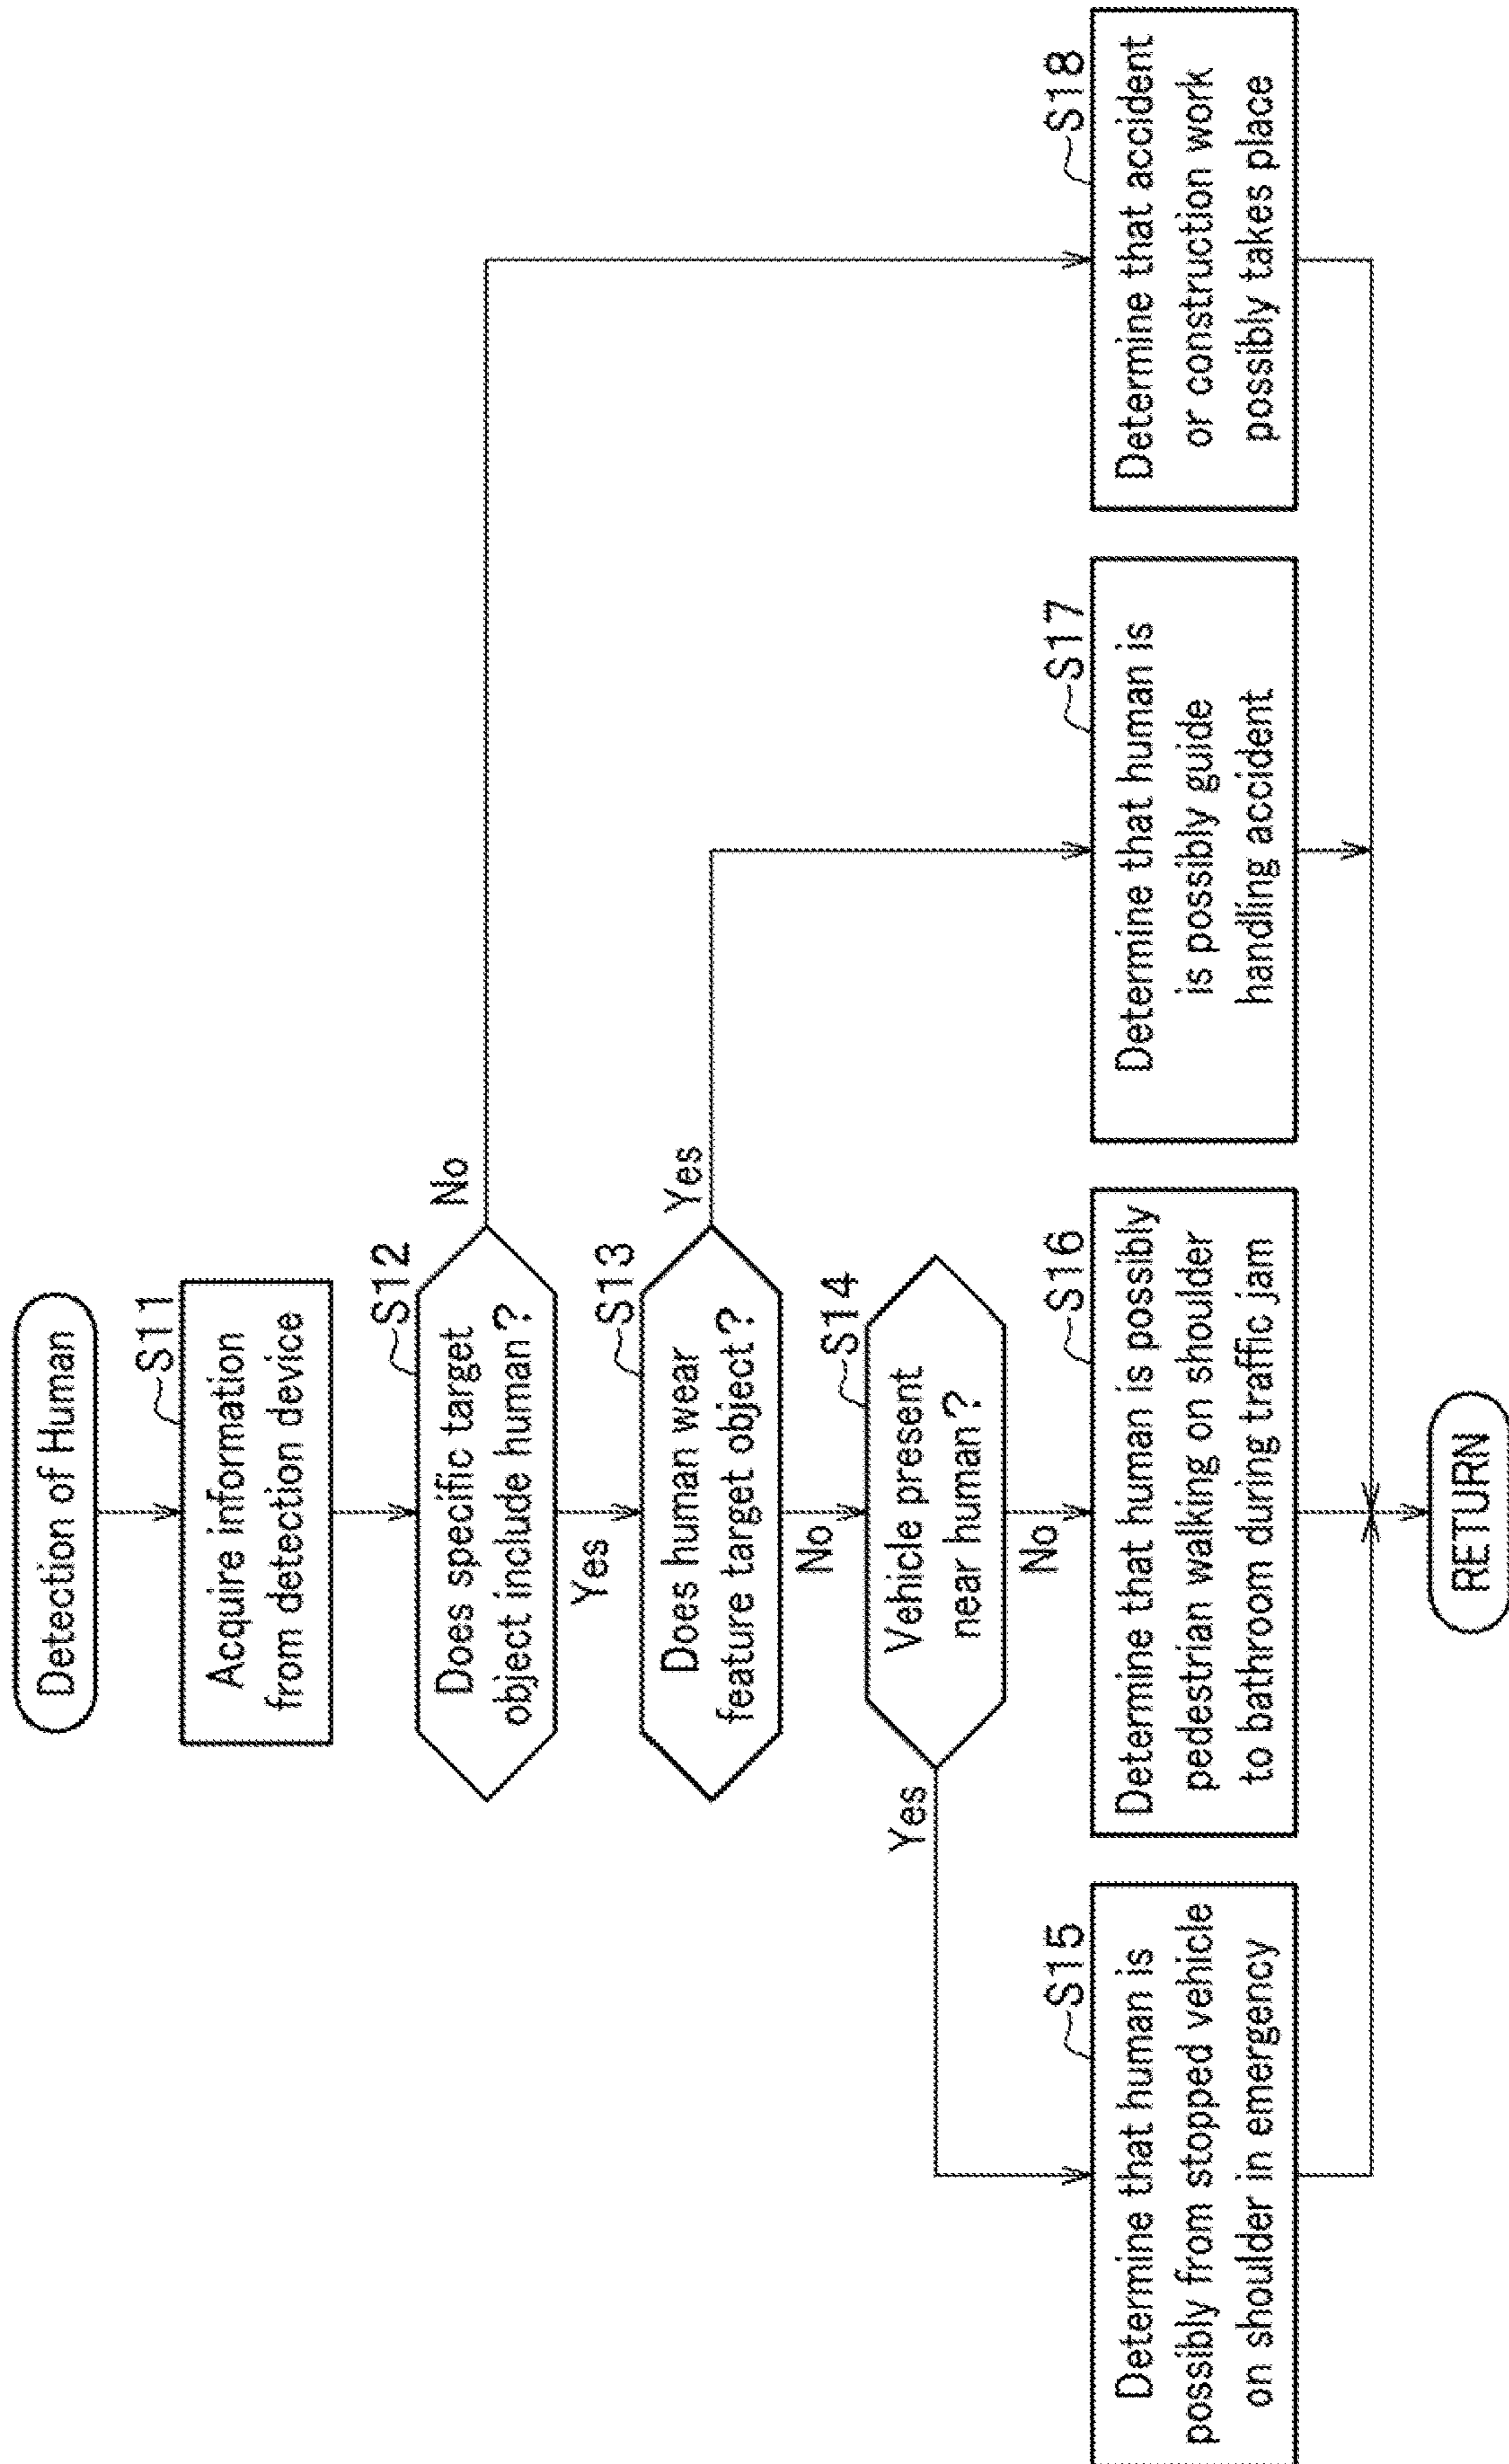 Detection of Human
S11
Acquire information
from detection device
S12
Does specific target
object include human?
No
Yes
S13
Does human wear
feature target object?
Yes
No
S14
Vehicle present
near human?
Yes
No
S15
Determine that human is
possibly from stopped vehicle
on shoulder in emergency
S16
Determine that human is possibly
pedestrian walking on shoulder
to bathroom during traffic jam
S17
Determine that human is
is possibly guide
handling accident
S18
Determine that accident
or construction work
possibly takes place
RETURN